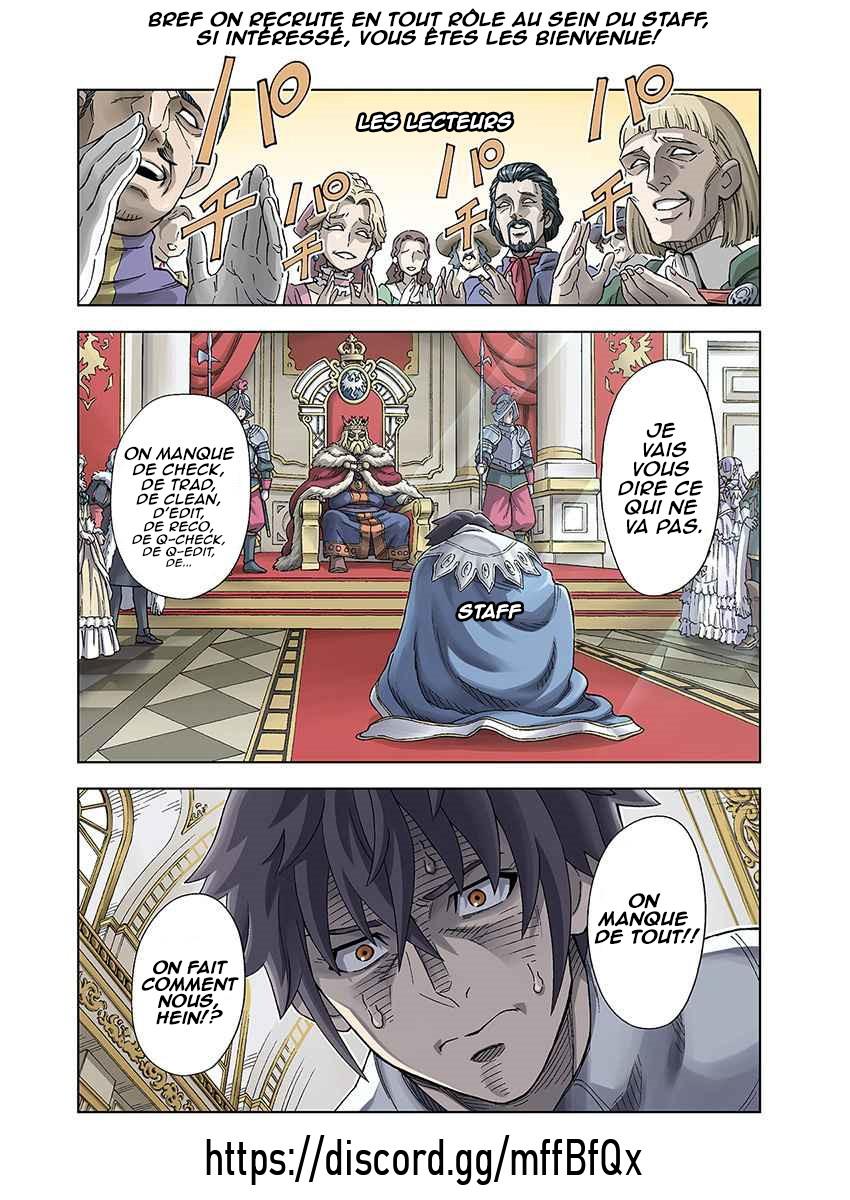 BREF ON RECRUTE EN TOUT RÔLE AU SEIN DU STAFF,
SI INTÉRESSÉ, VOUS ÊTES LES BIENVENUE!
LES LECTEURS
パチ
パチ
パチ
パチ
パチ
JE
VAIS
VOUS
DIRE CE
QUI NE
VA PAS.
ON MANQUE
DE CHECK,
DE TRAD,
DE CLEAN,
D'EDIT,
DE RECO,
DE Q-CHECK,
DE Q-EDIT,
DE...
STAFF
ON
MANQUE
DE TOUT!!
ON FAIT
COMMENT
NOUS,
HEIN!?
https://discord.gg/mffBfQx